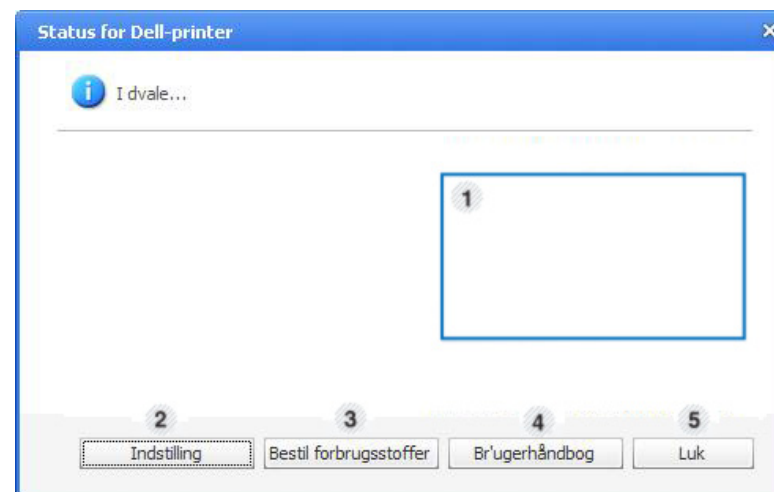 Status for Dell-printer
I dvale...
1
2 3 4 5
Indstilling Bestil forbrugsstoffer Br'ugerhåndbog Luk